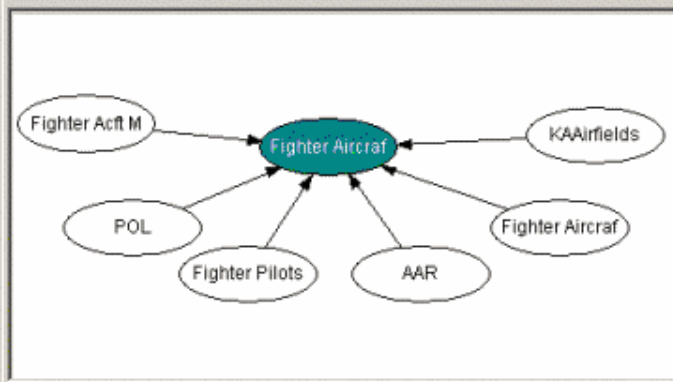 Fighter Acft M
Fighter Aircraf
KAAirfields
POL
Fighter Aircraf
Fighter Pilots
AAR